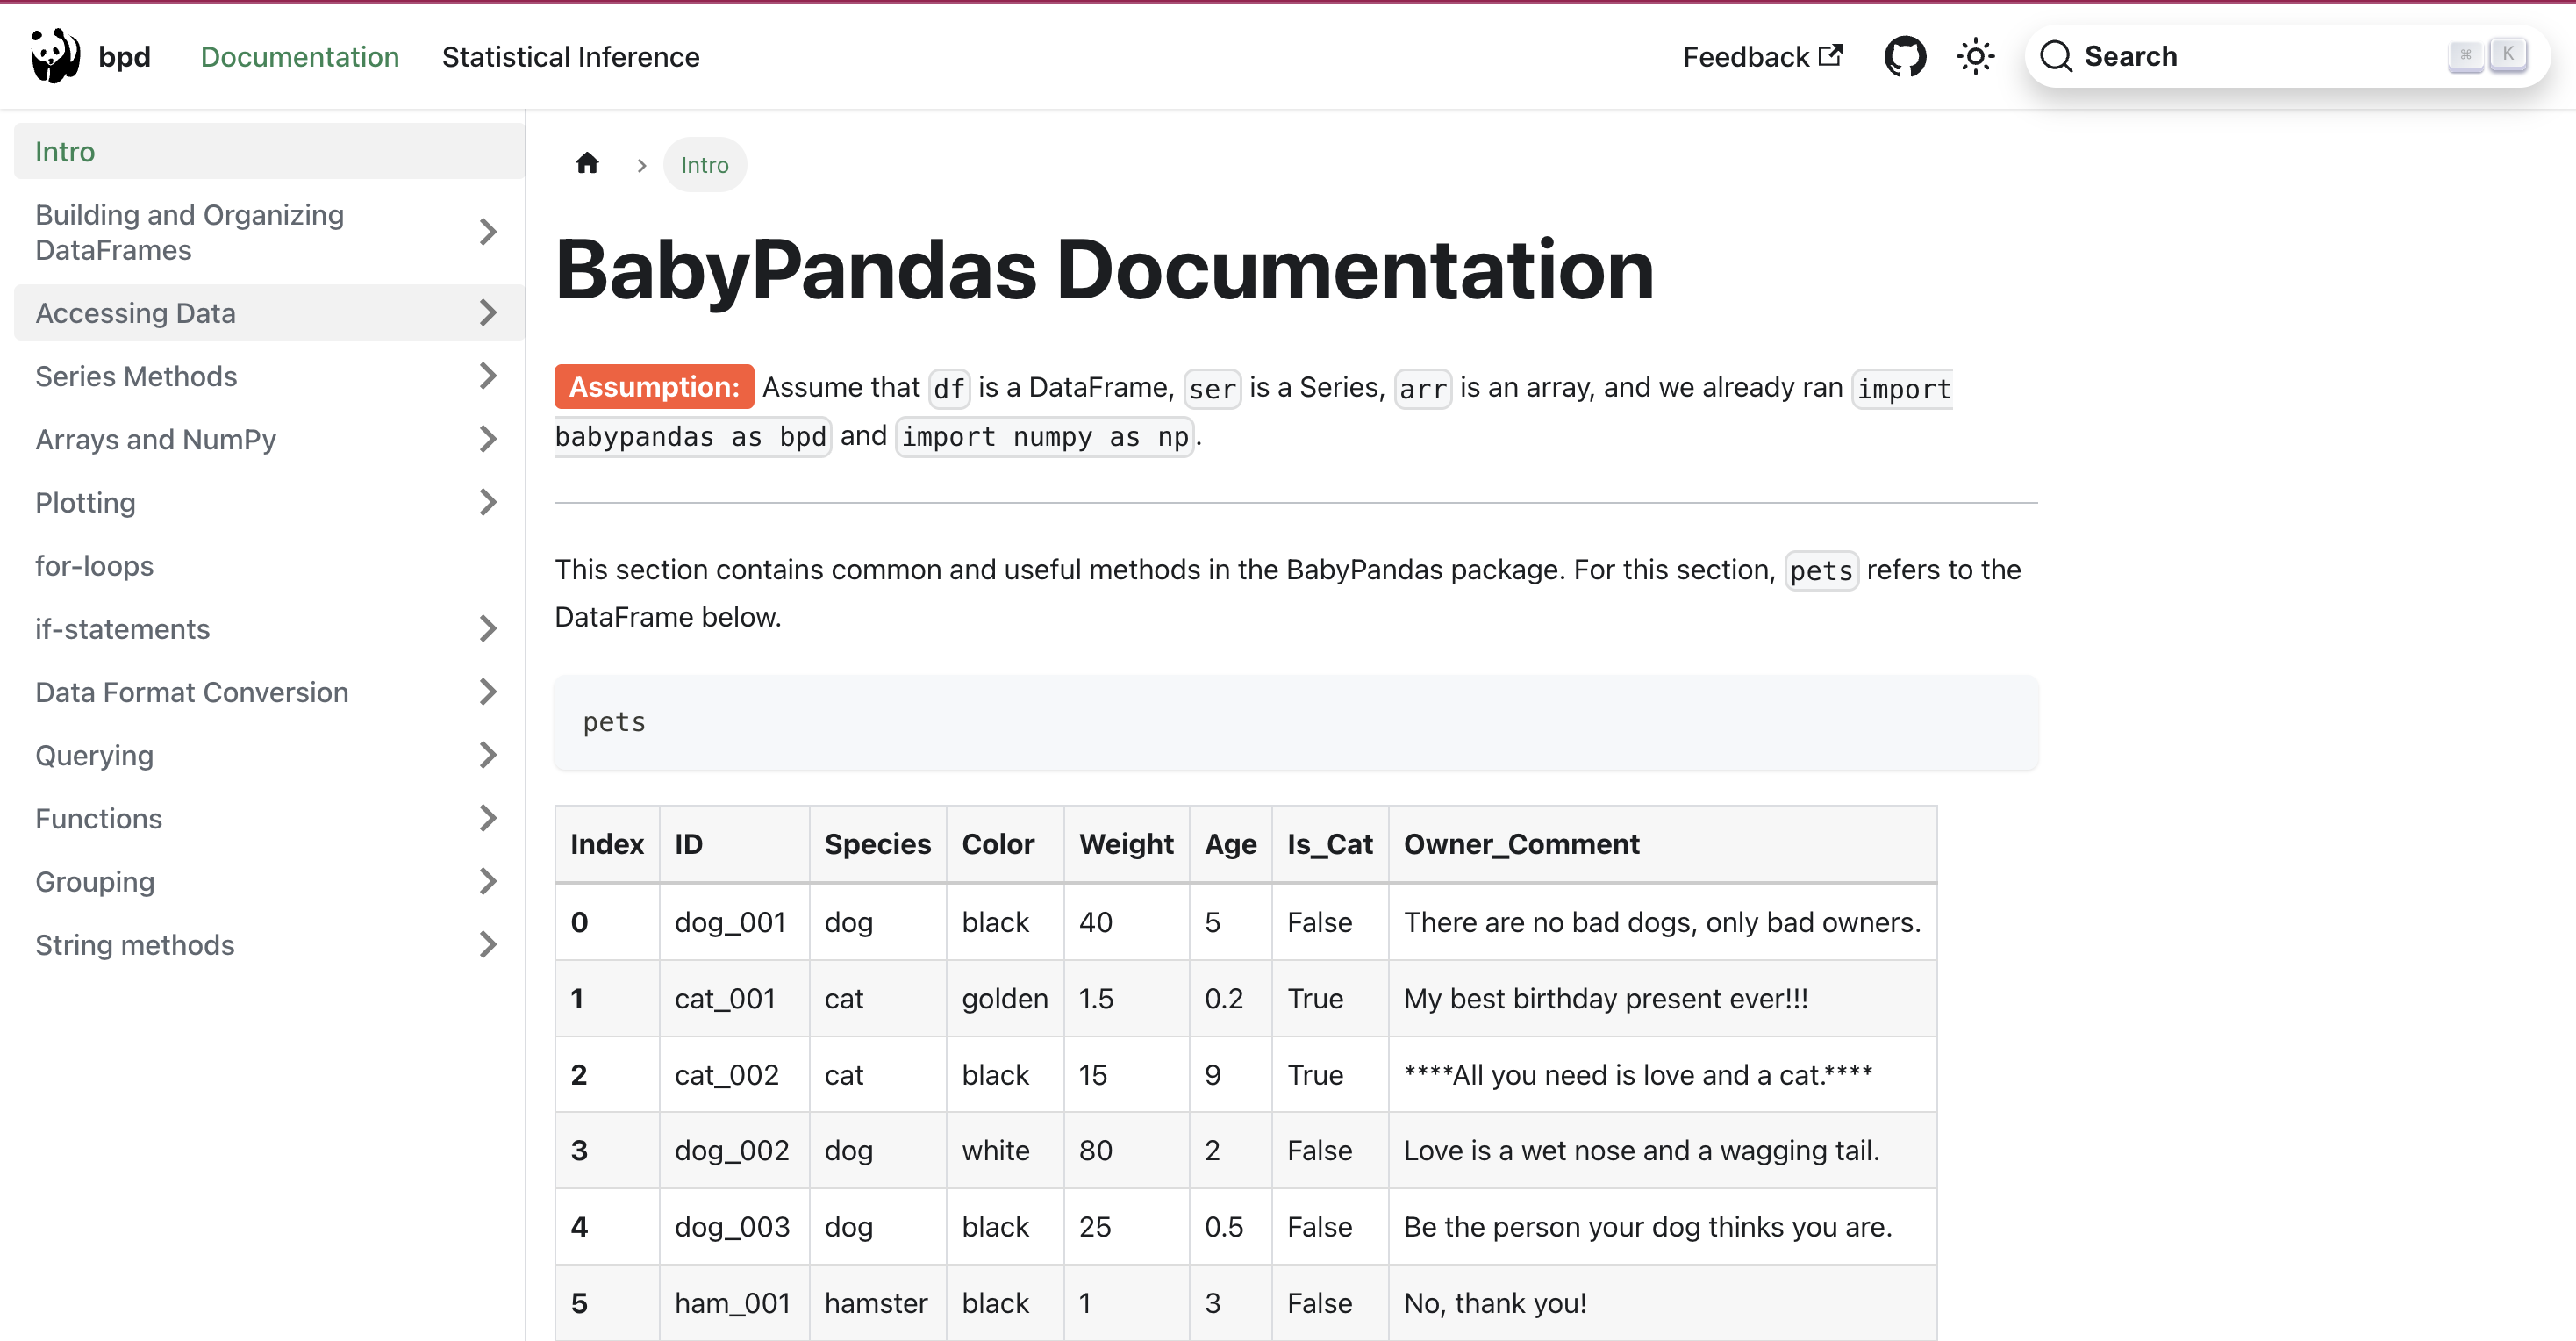 bpd
Documentation
Statistical Inference
Feedback
Search
⌘ K
Intro
Building and Organizing
DataFrames
Accessing Data
Series Methods
Arrays and NumPy
Plotting
for-loops
if-statements
Data Format Conversion
Querying
Functions
Grouping
String methods
Intro
BabyPandas Documentation
Assumption: Assume that df is a DataFrame, ser is a Series, arr is an array, and we already ran import
babypandas as bpd and import numpy as np.
This section contains common and useful methods in the BabyPandas package. For this section, pets refers to the
DataFrame below.
pets
Index ID Species Color Weight Age Is_Cat Owner_Comment
0 dog_001 dog black 40 5 False There are no bad dogs, only bad owners.
1 cat_001 cat golden 1.5 0.2 True My best birthday present ever!!!
2 cat_002 cat black 15 9 True ****All you need is love and a cat.****
3 dog_002 dog white 80 2 False Love is a wet nose and a wagging tail.
4 dog_003 dog black 25 0.5 False Be the person your dog thinks you are.
5 ham_001 hamster black 1 3 False No, thank you!